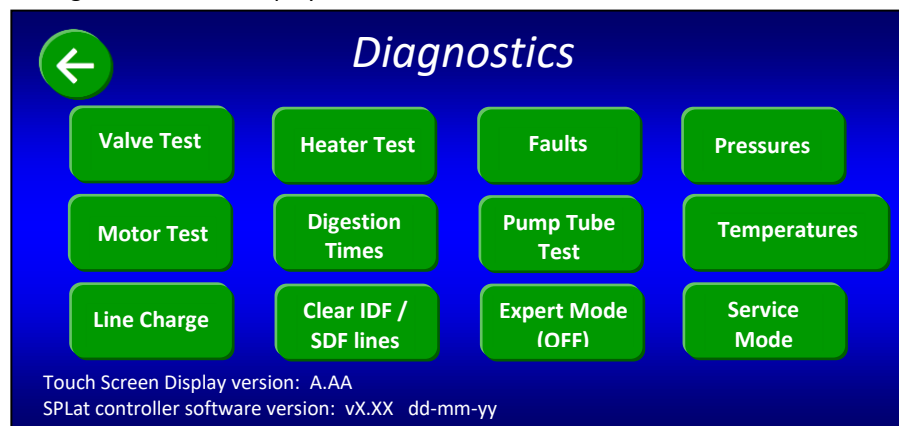 Diagnostics
Valve Test
Heater Test
Faults
Pressures
Motor Test
Digestion
Times
Pump Tube
Test
Temperatures
Line Charge
Clear IDF /
SDF lines
Expert Mode
(OFF)
Service
Mode
Touch Screen Display version: A.AA
SPLat controller software version: vX.XX dd-mm-yy